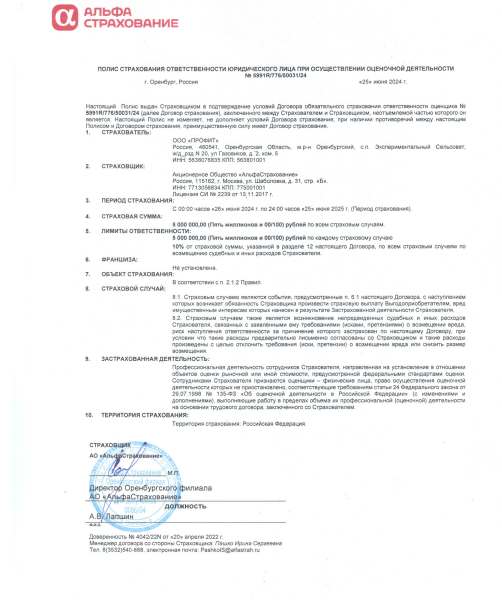 АЛЬФА
СТРАХОВАНИЕ
ПОЛИС СТРАХОВАНИЯ ОТВЕТСТВЕННОСТИ ЮРИДИЧЕСКОГО ЛИЦА ПРИ ОСУЩЕСТВЛЕНИИ ОЦЕНОЧНОЙ ДЕЯТЕЛЬНОСТИ
№ 5991R/776/50031/24
г. Оренбург, Россия «25» июня 2024 г.
Настоящий Полис выдан Страховщиком в подтверждение условий Договора обязательного страхования ответственности оценщика №
5991R/776/50031/24 (далее Договор страхования), заключенного между Страхователем и Страховщиком, неотъемлемой частью которого он
является. Настоящий Полис не изменяет, не дополняет условий Договора страхования, при наличии противоречий между настоящим
Полисом и Договором страхования, преимущественную силу имеет Договор страхования.
1. СТРАХОВАТЕЛЬ:
ООО «ПРОФИТ»
Россия, 460541, Оренбургская Область, м.р-н Оренбургский, с.п. Экспериментальный Сельсовет,
ж/д_рзд N 20, ул Газовиков, д. 2, ком. 5
ИНН: 5638076835 КПП: 563801001
2. СТРАХОВЩИК:
Акционерное Общество «АльфаСтрахование»
Россия, 115162, г. Москва, ул. Шаболовка, д. 31, стр. «Б».
ИНН: 7713056834 КПП: 775001001
Лицензия СИ № 2239 от 13.11.2017 г.
3. ПЕРИОД СТРАХОВАНИЯ:
С 00:00 часов «26» июня 2024 г. по 24:00 часов «25» июня 2025 г. (Период страхования).
4. СТРАХОВАЯ СУММА:
5 000 000,00 (Пять миллионов и 00/100) рублей по всем страховым случаям.
5. ЛИМИТЫ ОТВЕТСТВЕННОСТИ:
5 000 000,00 (Пять миллионов и 00/100) рублей по каждому страховому случаю
10% от страховой суммы, указанной в разделе 12 настоящего Договора, по всем страховым случаям по
возмещению судебных и иных расходов Страхователя.
6. ФРАНШИЗА:
Не установлена.
7. ОБЪЕКТ СТРАХОВАНИЯ:
В соответствии с п. 2.1.2 Правил.
8. СТРАХОВОЙ СЛУЧАЙ:
8.1. Страховым случаем являются события, предусмотренные п. 6.1 настоящего Договора, с наступлением
которых возникает обязанность Страховщика произвести страховую выплату Выгодоприобретателям, вред
имущественным интересам которых нанесен в результате Застрахованной деятельности Страхователя.
8.2. Страховым случаем также является возникновение непредвиденных судебных и иных расходов
Страхователя, связанных с заявленными ему требованиями (исками, претензиями) о возмещении вреда,
риск наступления ответственности за причинение которого застрахован по настоящему Договору, при
условии что такие расходы предварительно письменно согласованы со Страховщиком и такие расходы
произведены с целью отклонить требования (иски, претензии) о возмещении вреда или снизить размер
возмещения.
9. ЗАСТРАХОВАННАЯ ДЕЯТЕЛЬНОСТЬ:
Профессиональная деятельность сотрудников Страхователя, направленная на установление в отношении
объектов оценки рыночной или иной стоимости, предусмотренной федеральными стандартами оценки.
Сотрудниками Страхователя признаются оценщики – физические лица, право осуществления оценочной
деятельности которых не приостановлено, соответствующие требованиям статьи 24 Федерального закона от
29.07.1998 № 135-ФЗ «Об оценочной деятельности в Российской Федерации» (с изменениями и
дополнениями), выполняющие работу в пределах объема их профессиональной (оценочной) деятельности
на основании трудового договора, заключенного со Страхователем.
10. ТЕРРИТОРИЯ СТРАХОВАНИЯ:
Территория страхования: Российская Федерация.
СТРАХОВЩИК
АО «АльфаСтрахование»
М.П.
Директор Оренбургского филиала
АО «АльфаСтрахование»
ДОЛЖНОСТЬ
А.В. Лапшин
Ф.И.О.
Доверенность № 4042/22N от «20» апреля 2022 г.
Менеджер договора со стороны Страховщика: Пашко Ирина Сергеевна
Тел. 8(3532)540-888, электронная почта: PashkoIS@alfastrah.ru